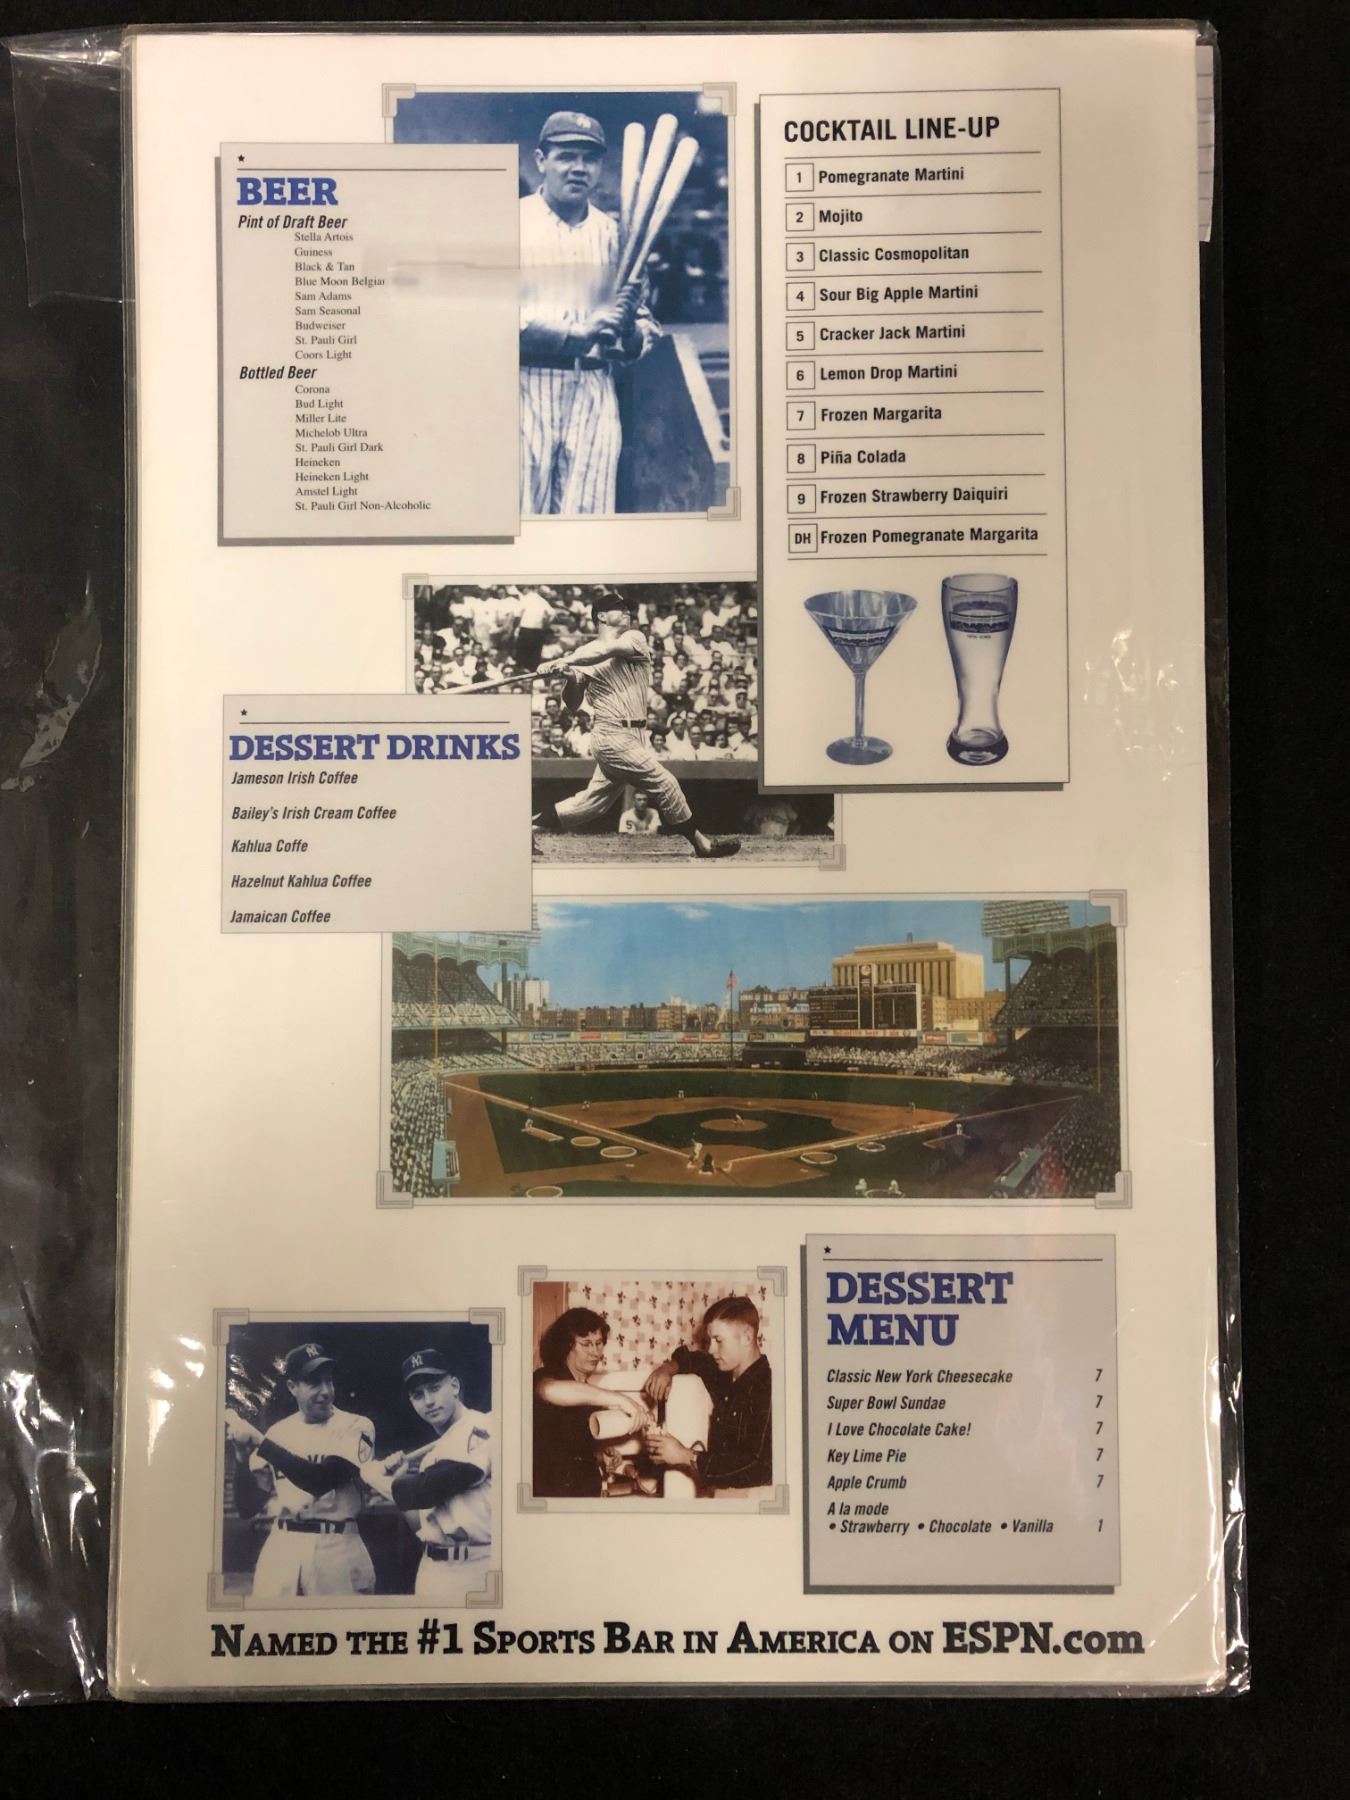 BEER
Pint of Draft Beer
Stella Artois
Guiness
Black & Tan
Blue Moon Belgian
Sam Adams
Sam Seasonal
Budweiser
St. Pauli Girl
Coors Light
Bottled Beer
Corona
Bud Light
Miller Lite
Michelob Ultra
St. Pauli Girl Dark
Heineken
Heineken Light
Amstel Light
St. Pauli Girl Non-Alcoholic
COCKTAIL LINE-UP
1 Pomegranate Martini
2 Mojito
3 Classic Cosmopolitan
4 Sour Big Apple Martini
5 Cracker Jack Martini
6 Lemon Drop Martini
7 Frozen Margarita
8 Piña Colada
9 Frozen Strawberry Daiquiri
DH Frozen Pomegranate Margarita
NEW YORK
DESSERT DRINKS
Jameson Irish Coffee
Bailey's Irish Cream Coffee
Kahlua Coffe
Hazelnut Kahlua Coffee
Jamaican Coffee
5
DESSERT
MENU
Classic New York Cheesecake 7
Super Bowl Sundae 7
I Love Chocolate Cake! 7
Key Lime Pie 7
Apple Crumb 7
A la mode
• Strawberry • Chocolate • Vanilla 1
NAMED THE #1 SPORTS BAR IN AMERICA ON ESPN.com